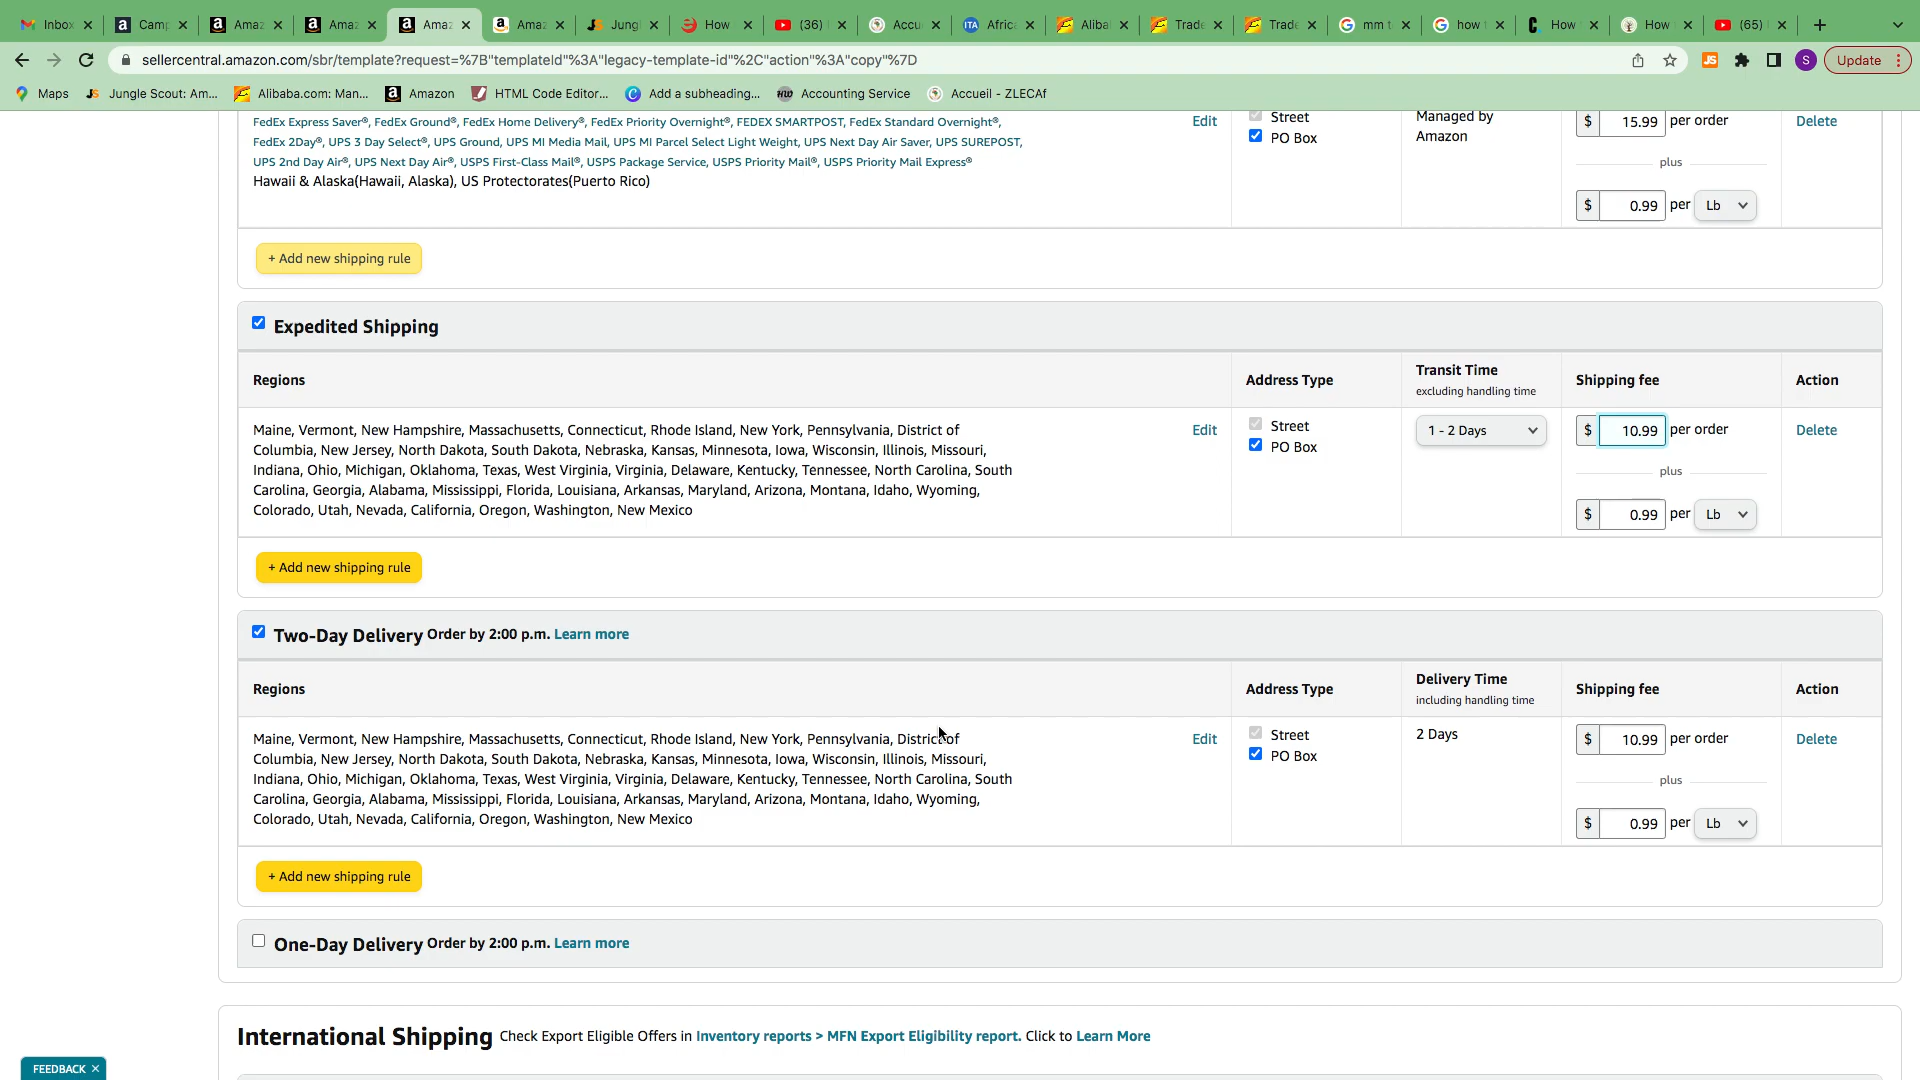 Inbox
Camp
Amaz
Amaz
Amaz
Amaz
Jungl
How
(36)
Accu
Africa
Aliba
Trade
Trade
mm t
how t
How
How
(65)
sellercentral.amazon.com/sbr/template?request=%7B"templateId"%3A"legacy-template-id"%2C"action"%3A"copy"%7D
S
Update
Maps
Jungle Scout: Am...
Alibaba.com: Man...
Amazon
HTML Code Editor...
Add a subheading...
Accounting Service
Accueil - ZLECAf
FedEx Express Saver®, FedEx Ground®, FedEx Home Delivery®, FedEx Priority Overnight®, FEDEX SMARTPOST, FedEx Standard Overnight®,
FedEx 2Day®, UPS 3 Day Select®, UPS Ground, UPS MI Media Mail, UPS MI Parcel Select Light Weight, UPS Next Day Air Saver, UPS SUREPOST,
UPS 2nd Day Air®, UPS Next Day Air®, USPS First-Class Mail®, USPS Package Service, USPS Priority Mail®, USPS Priority Mail Express®
Hawaii & Alaska(Hawaii, Alaska), US Protectorates(Puerto Rico)
Edit
Street
PO Box
Managed by
Amazon
$ 15.99 per order
plus
$ 0.99 per Lb
Delete
+ Add new shipping rule
Expedited Shipping
Regions
Address Type
Transit Time
excluding handling time
Shipping fee
Action
Maine, Vermont, New Hampshire, Massachusetts, Connecticut, Rhode Island, New York, Pennsylvania, District of
Columbia, New Jersey, North Dakota, South Dakota, Nebraska, Kansas, Minnesota, Iowa, Wisconsin, Illinois, Missouri,
Indiana, Ohio, Michigan, Oklahoma, Texas, West Virginia, Virginia, Delaware, Kentucky, Tennessee, North Carolina, South
Carolina, Georgia, Alabama, Mississippi, Florida, Louisiana, Arkansas, Maryland, Arizona, Montana, Idaho, Wyoming,
Colorado, Utah, Nevada, California, Oregon, Washington, New Mexico
Edit
Street
PO Box
1 - 2 Days
$ 10.99 per order
plus
$ 0.99 per Lb
Delete
+ Add new shipping rule
Two-Day Delivery Order by 2:00 p.m. Learn more
Regions
Address Type
Delivery Time
including handling time
Shipping fee
Action
Maine, Vermont, New Hampshire, Massachusetts, Connecticut, Rhode Island, New York, Pennsylvania, District of
Columbia, New Jersey, North Dakota, South Dakota, Nebraska, Kansas, Minnesota, Iowa, Wisconsin, Illinois, Missouri,
Indiana, Ohio, Michigan, Oklahoma, Texas, West Virginia, Virginia, Delaware, Kentucky, Tennessee, North Carolina, South
Carolina, Georgia, Alabama, Mississippi, Florida, Louisiana, Arkansas, Maryland, Arizona, Montana, Idaho, Wyoming,
Colorado, Utah, Nevada, California, Oregon, Washington, New Mexico
Edit
Street
PO Box
2 Days
$ 10.99 per order
plus
$ 0.99 per Lb
Delete
+ Add new shipping rule
One-Day Delivery Order by 2:00 p.m. Learn more
International Shipping Check Export Eligible Offers in Inventory reports > MFN Export Eligibility report. Click to Learn More
FEEDBACK ×